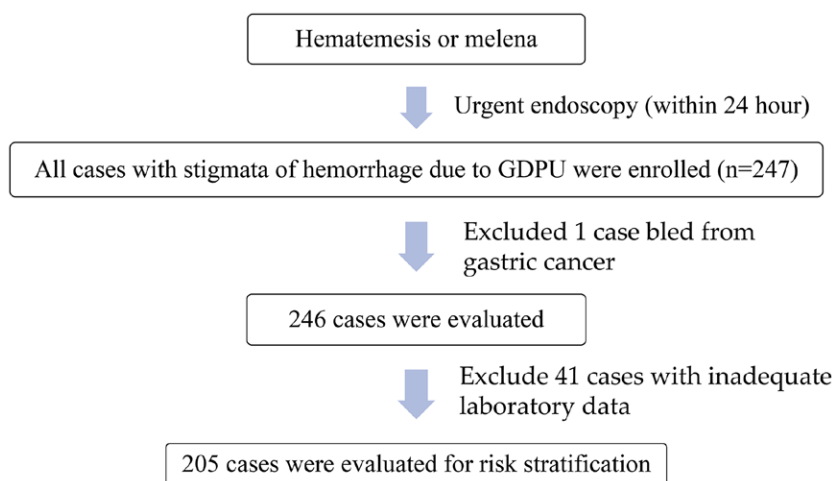 Hematemesis or melena
Urgent endoscopy (within 24 hour)
All cases with stigmata of hemorrhage due to GDPU were enrolled (n=247)
Excluded 1 case bled from
gastric cancer
246 cases were evaluated
Exclude 41 cases with inadequate
laboratory data
205 cases were evaluated for risk stratification